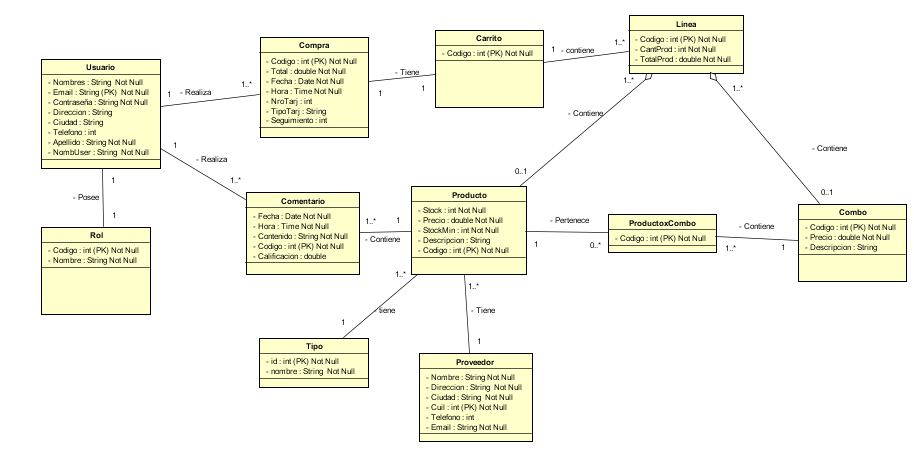 Usuario
- Nombres : String Not Null
- Email : String (PK) Not Null
- Contraseña : String Not Null
- Direccion : String
- Ciudad : String
- Telefono : int
- Apellido : String Not Null
- NombUser : String Not Null
1
- Realiza
1..*
Compra
- Codigo : int (PK) Not Null
- Total : double Not Null
- Fecha : Date Not Null
- Hora : Time Not Null
- NroTarj : int
- TipoTarj : String
- Seguimiento : int
1
- Tiene
1
Carrito
- Codigo : int (PK) Not Null
1
- contiene
1..*
Linea
- Codigo : int (PK) Not Null
- CantProd : int Not Null
- TotalProd : double Not Null
1..*
- Contiene
0..1
1..*
- Contiene
0..1
1
- Realiza
1..*
1
- Posee
1
Rol
- Codigo : int (PK) Not Null
- Nombre : String Not Null
Comentario
- Fecha : Date Not Null
- Hora : Time Not Null
- Contenido : String Not Null
- Codigo : int (PK) Not Null
- Calificacion : double
1..*
1
- Contiene
Producto
- Stock : int Not Null
- Precio : double Not Null
- StockMin : int Not Null
- Descripcion : String
- Codigo : int (PK) Not Null
- Pertenece
1
0..*
ProductoxCombo
- Codigo : int (PK) Not Null
- Contiene
1..*
1
Combo
- Codigo : int (PK) Not Null
- Precio : double Not Null
- Descripcion : String
1..*
- tiene
1
1..*
- Tiene
1
Tipo
- id : int (PK) Not Null
- nombre : String Not Null
Proveedor
- Nombre : String Not Null
- Direccion : String Not Null
- Ciudad : String Not Null
- Cuil : int (PK) Not Null
- Telefono : int
- Email : String Not Null